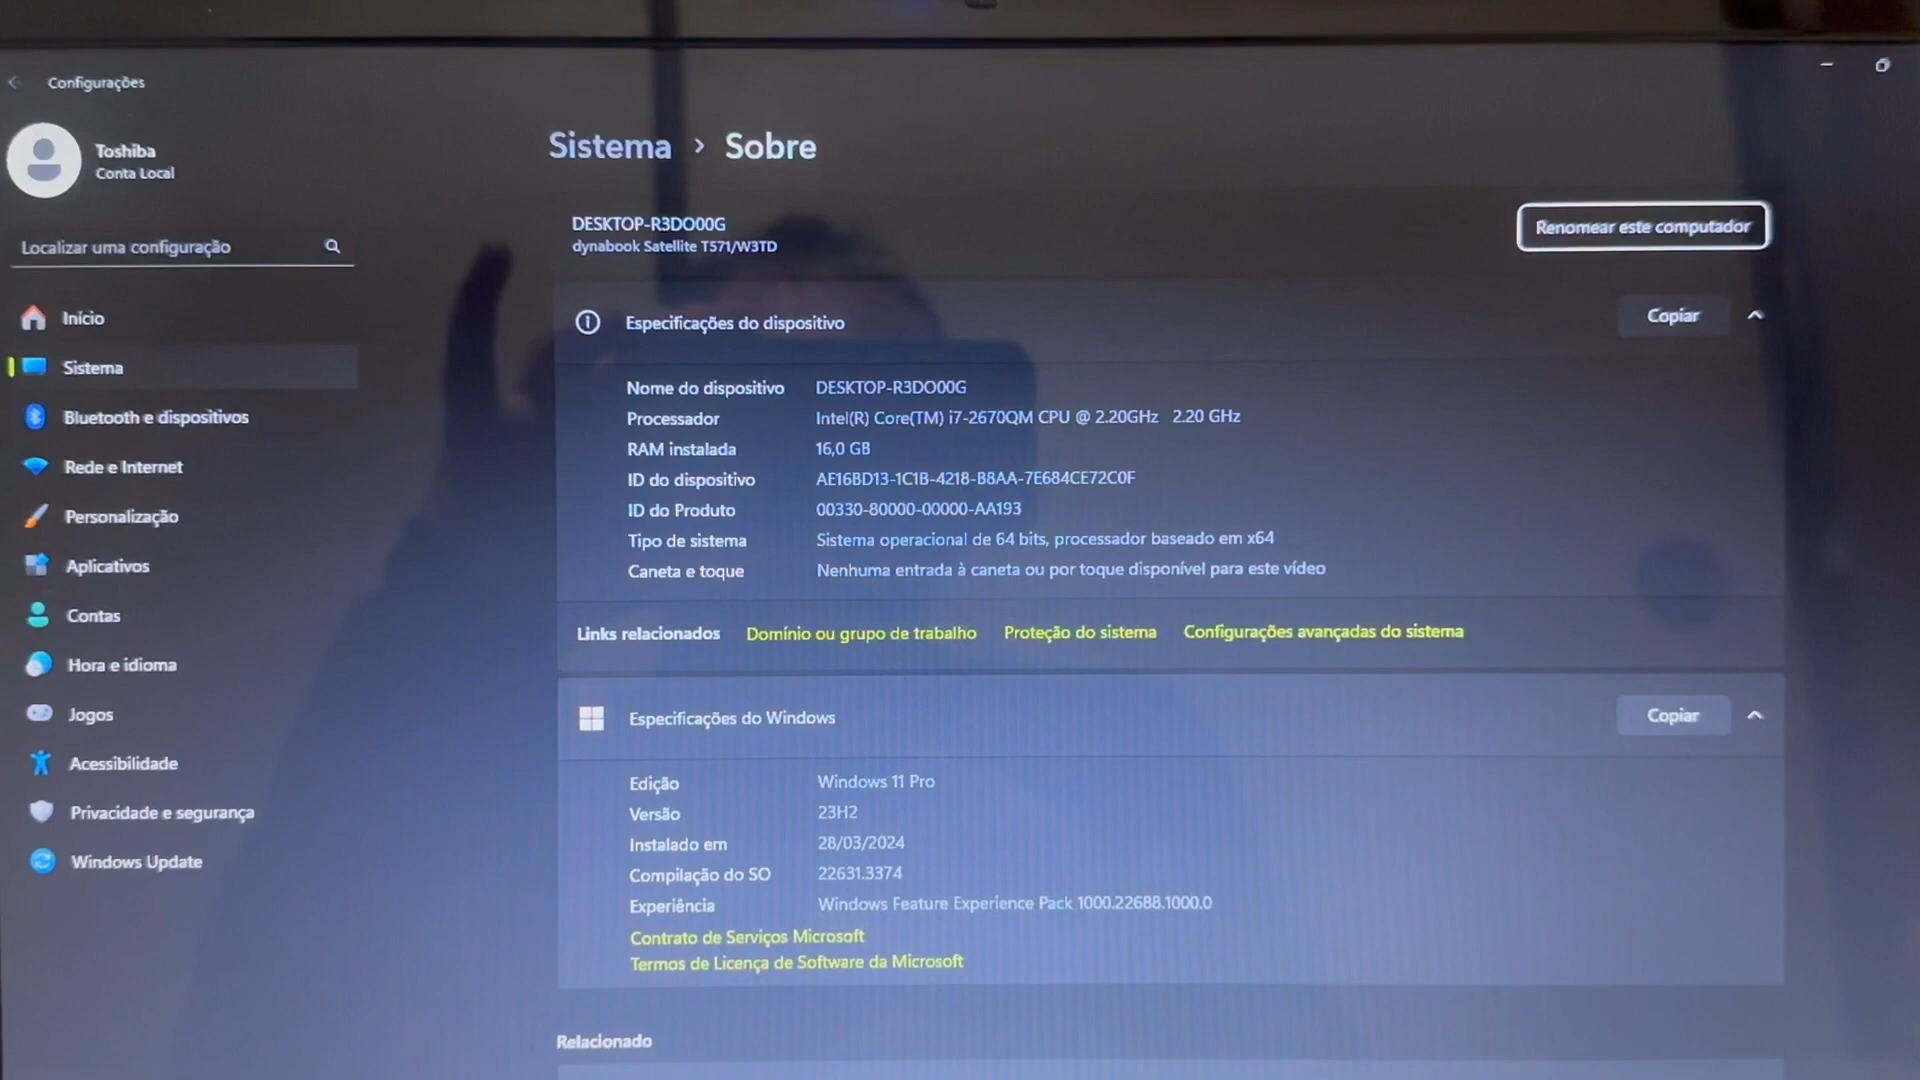 Configurações
Toshiba
Conta Local
Localizar uma configuração
Início
Sistema
Bluetooth e dispositivos
Rede e Internet
Personalização
Aplicativos
Contas
Hora e idioma
Jogos
Acessibilidade
Privacidade e segurança
Windows Update
Sistema > Sobre
DESKTOP-R3DO00G
dynabook Satellite T571/W3TD
Renomear este computador
Especificações do dispositivo
Copiar
Nome do dispositivo DESKTOP-R3DO00G
Processador Intel(R) Core(TM) i7-2670QM CPU @ 2.20GHz 2.20 GHz
RAM instalada 16,0 GB
ID do dispositivo AE16BD13-1C1B-4218-B8AA-7E684CE72C0F
ID do Produto 00330-80000-00000-AA193
Tipo de sistema Sistema operacional de 64 bits, processador baseado em x64
Caneta e toque Nenhuma entrada à caneta ou por toque disponível para este vídeo
Links relacionados Domínio ou grupo de trabalho Proteção do sistema Configurações avançadas do sistema
Especificações do Windows
Copiar
Edição Windows 11 Pro
Versão 23H2
Instalado em 28/03/2024
Compilação do SO 22631.3374
Experiência Windows Feature Experience Pack 1000.22688.1000.0
Contrato de Serviços Microsoft
Termos de Licença de Software da Microsoft
Relacionado